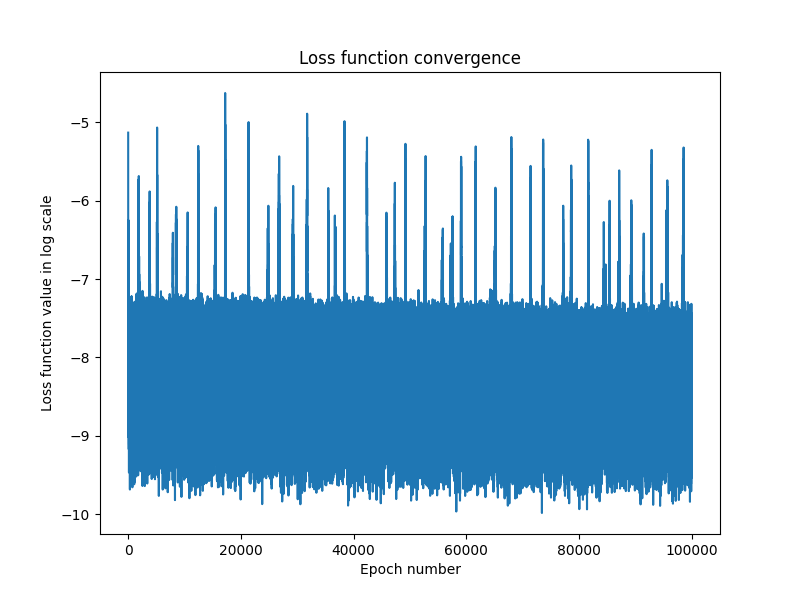 Loss function convergence
Loss function value in log scale
−5
−6
−7
−8
−9
−10
0 20000 40000 60000 80000 100000
Epoch number